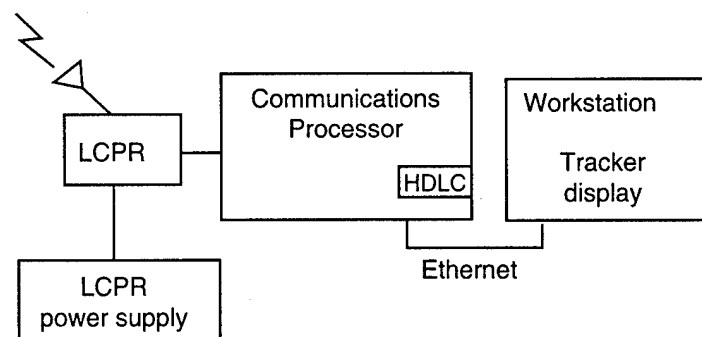 Communications
Processor
Workstation
LCPR
HDLC
Tracker
display
Ethernet
LCPR
power supply